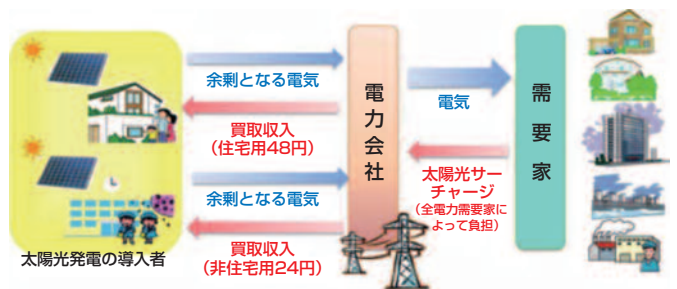 余剰となる電気
買取収入
（住宅用48円）
余剰となる電気
買取収入
（非住宅用24円）
太陽光発電の導入者
電力会社
電気
太陽光サー
チャージ
（全電力需要家に
よって負担）
需要家